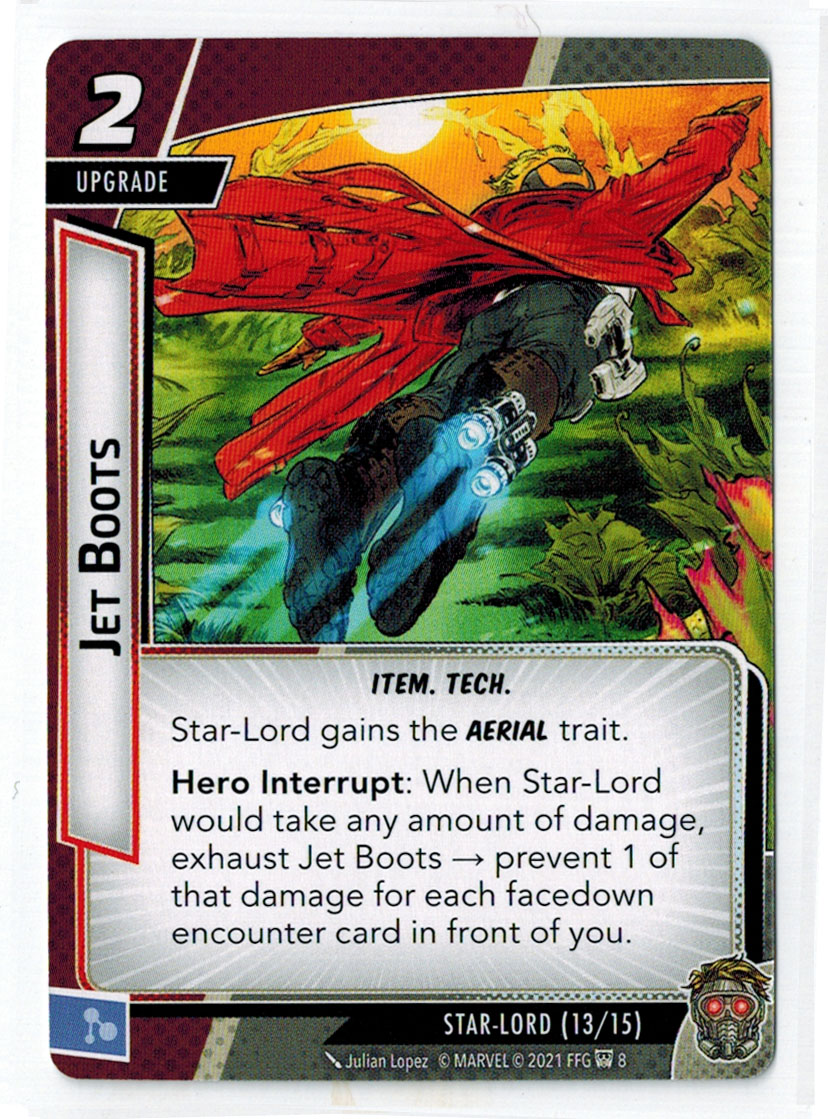 2
UPGRADE
JET BOOTS
ITEM. TECH.
Star-Lord gains the AERIAL trait.
Hero Interrupt: When Star-Lord
would take any amount of damage,
exhaust Jet Boots → prevent 1 of
that damage for each facedown
encounter card in front of you.
STAR-LORD (13/15)
Julian Lopez © MARVEL © 2021 FFG 8